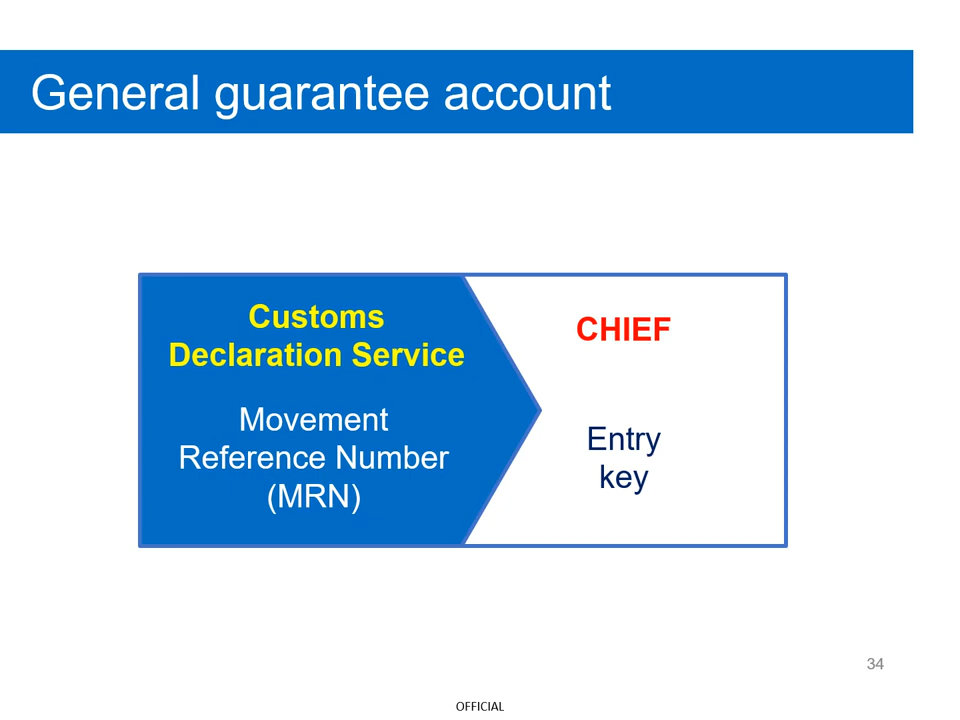 General guarantee account
Customs
Declaration Service
Movement
Reference Number
(MRN)
CHIEF
Entry
key
34
OFFICIAL